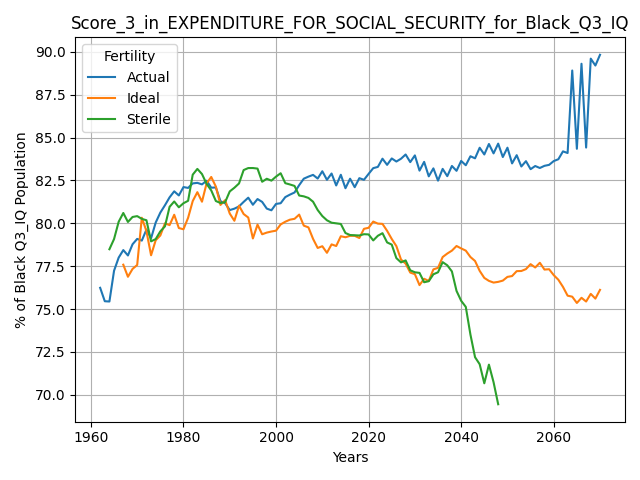 Score_3_in_EXPENDITURE_FOR_SOCIAL_SECURITY_for_Black_Q3_IQ
Fertility
Actual
Ideal
Sterile
% of Black Q3_IQ Population
90.0
87.5
85.0
82.5
80.0
77.5
75.0
72.5
70.0
1960 1980 2000 2020 2040 2060
Years